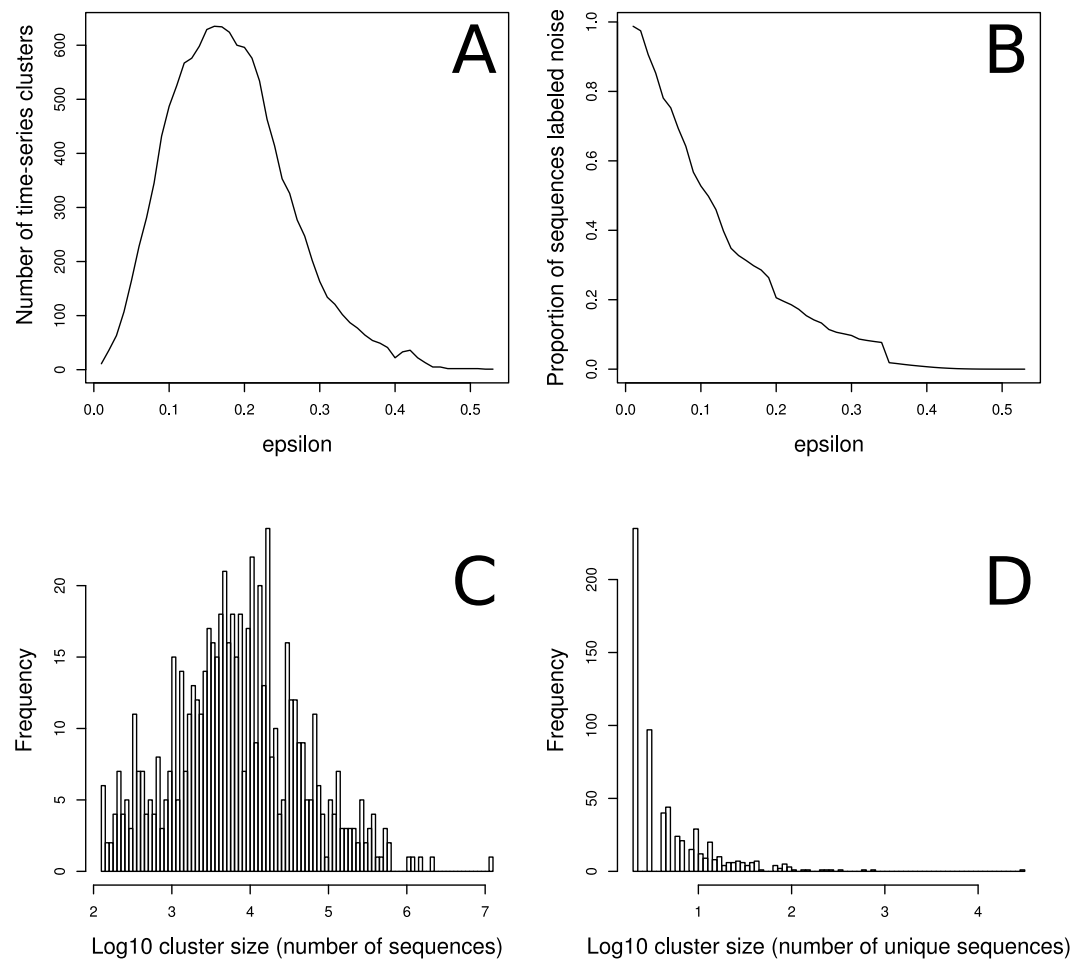 A
Number of time-series clusters
0 100 200 300 400 500 600
0.0 0.1 0.2 0.3 0.4 0.5
epsilon
B
Proportion of sequences labeled noise
0.0 0.2 0.4 0.6 0.8 1.0
0.0 0.1 0.2 0.3 0.4 0.5
epsilon
C
Frequency
0 5 10 15 20
2 3 4 5 6 7
Log10 cluster size (number of sequences)
D
Frequency
0 50 100 150 200
1 2 3 4
Log10 cluster size (number of unique sequences)